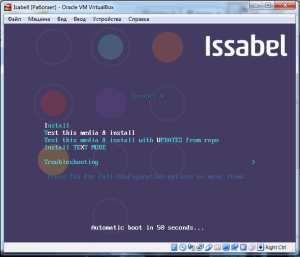 Isabell [Работает] - Oracle VM VirtualBox
Файл Машина Вид Ввод Устройства Справка
Issabel
Issabel 4
Install
Test this media & install
Test this media & install with UPDATES from repo
Install TEXT MODE
Troubleshooting >
Press Tab for full configuration options on menu items.
Automatic boot in 50 seconds...
Right Ctrl